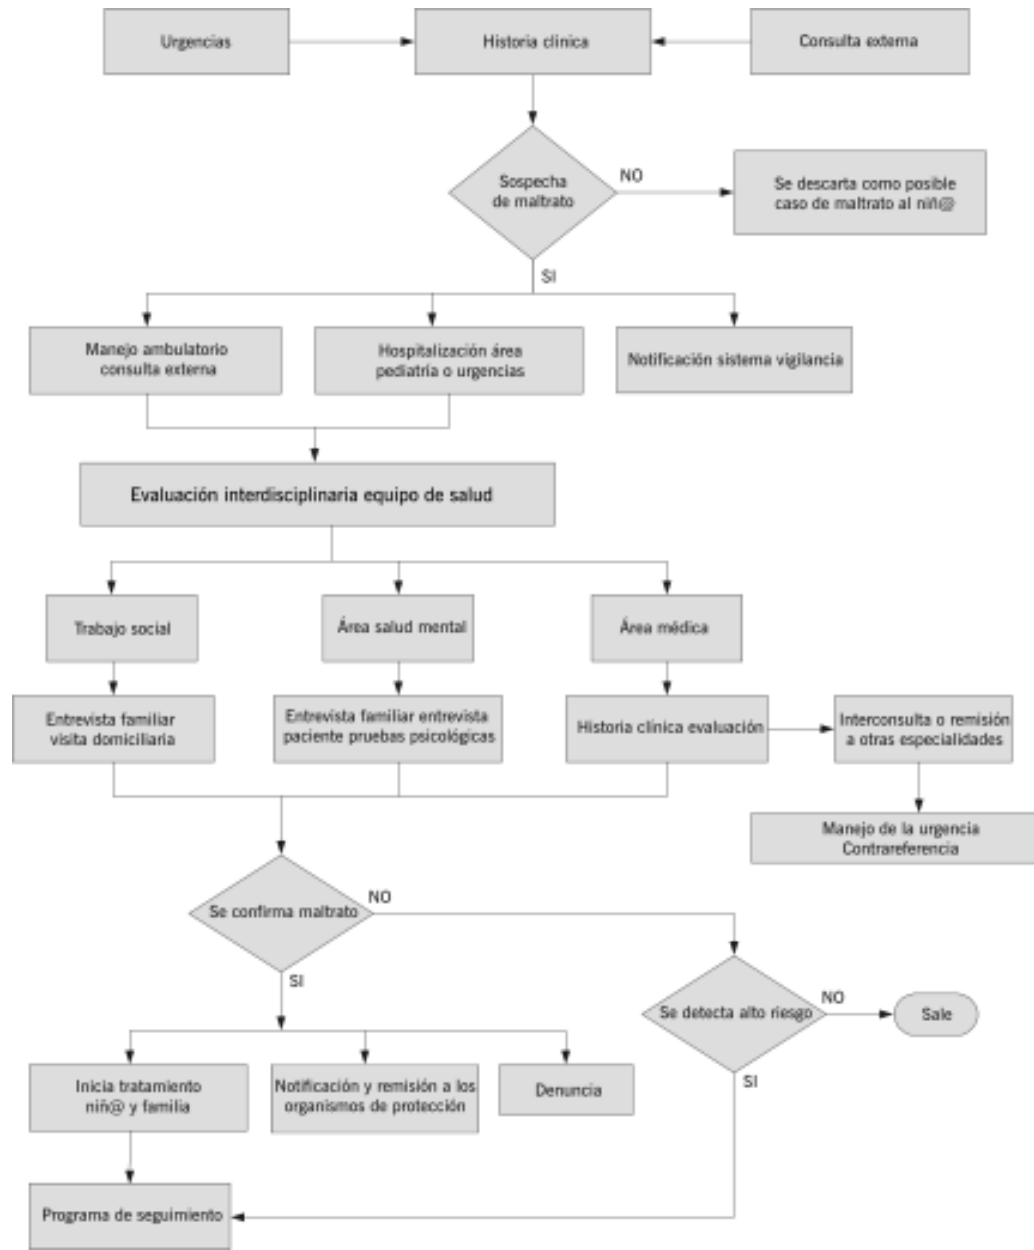 Urgencias
Historia clínica
Consulta externa
Sospecha
de maltrato
NO
Se descarta como posible
caso de maltrato al niñ@
SI
Manejo ambulatorio
consulta externa
Hospitalización área
pediatría o urgencias
Notificación sistema vigilancia
Evaluación interdisciplinaria equipo de salud
Trabajo social
Área salud mental
Área médica
Entrevista familiar
visita domiciliaria
Entrevista familiar entrevista
paciente pruebas psicológicas
Historia clínica evaluación
Interconsulta o remisión
a otras especialidades
Manejo de la urgencia
Contrareferencia
Se confirma maltrato
NO
SI
Se detecta alto riesgo
NO
Sale
SI
Inicia tratamiento
niñ@ y familia
Notificación y remisión a los
organismos de protección
Denuncia
Programa de seguimiento